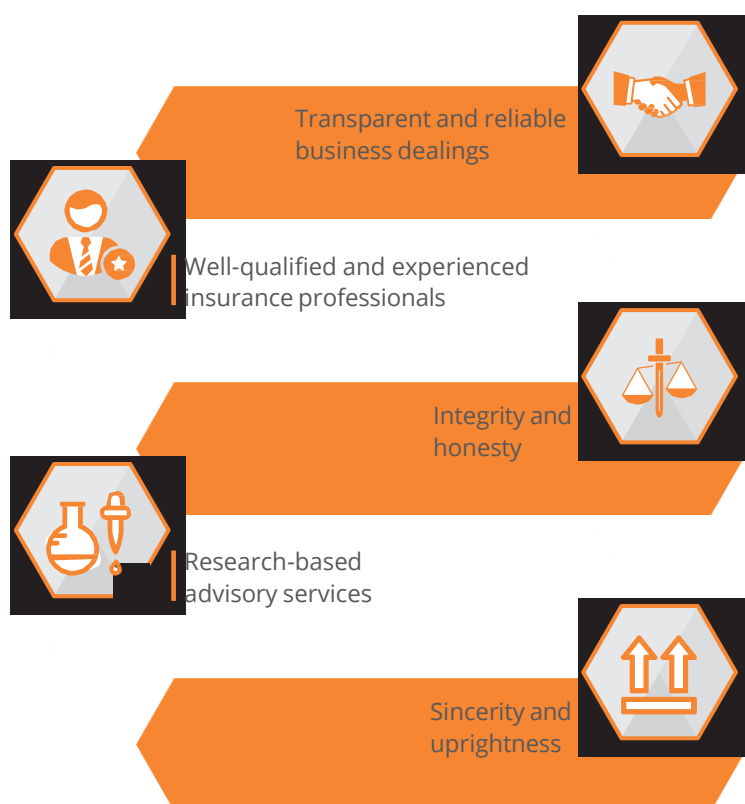 Transparent and reliable
business dealings
Well-qualified and experienced
insurance professionals
Integrity and
honesty
Research-based
advisory services
Sincerity and
uprightness